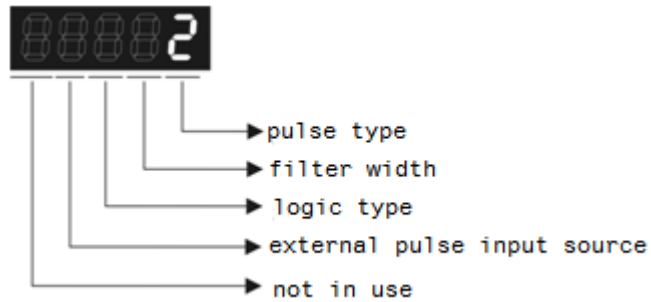 2
pulse type
filter width
logic type
external pulse input source
not in use